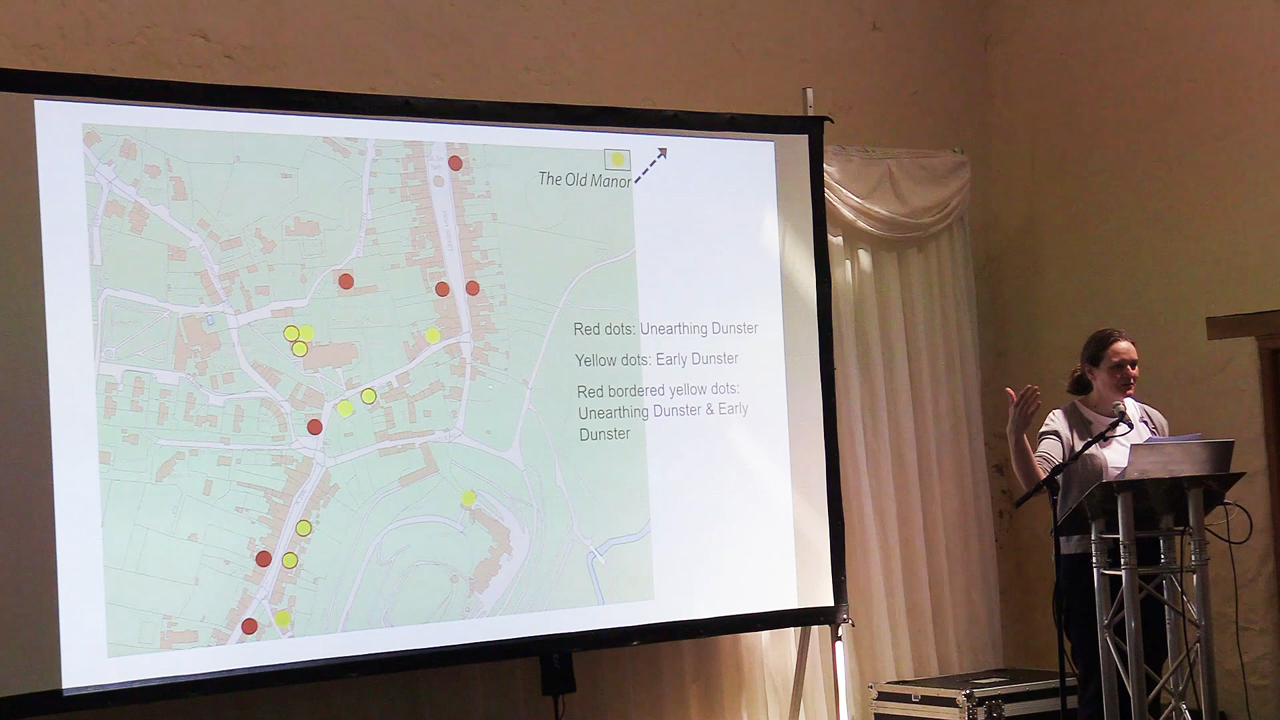 The Old Manor
Red dots: Unearthing Dunster
Yellow dots: Early Dunster
Red bordered yellow dots:
Unearthing Dunster & Early
Dunster